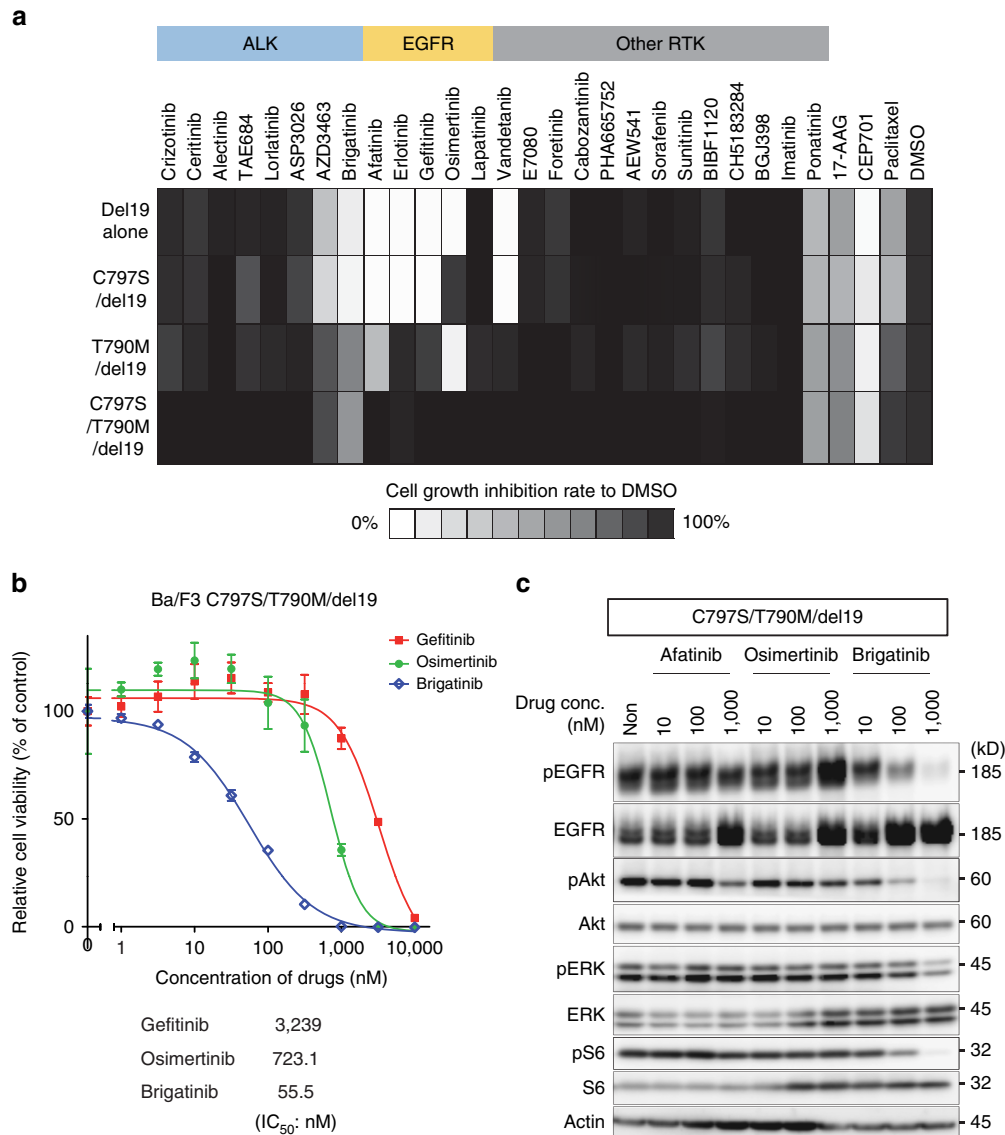 a
ALK EGFR Other RTK
Crizotinib
Ceritinib
Alectinib
TAE684
Lorlatinib
ASP3026
AZD3463
Brigatinib
Afatinib
Erlotinib
Gefitinib
Osimertinib
Lapatinib
Vandetanib
E7080
Foretinib
Cabozantinib
PHA665752
AEW541
Sorafenib
Sunitinib
BIBF1120
CH5183284
BGJ398
Imatinib
Ponatinib
17-AAG
CEP701
Paclitaxel
DMSO
Del19
alone
C797S
/del19
T790M
/del19
C797S
/T790M
/del19
Cell growth inhibition rate to DMSO
0% 100%
b
Ba/F3 C797S/T790M/del19
Gefitinib
Osimertinib
Brigatinib
Relative cell viability (% of control)
100
50
0
0 1 10 100 1,000 10,000
Concentration of drugs (nM)
Gefitinib 3,239
Osimertinib 723.1
Brigatinib 55.5
(IC50: nM)
c
C797S/T790M/del19
Afatinib Osimertinib Brigatinib
Drug conc.
(nM)
Non 10 100 1,000 10 100 1,000 10 100 1,000
(kD)
pEGFR 185
EGFR 185
pAkt 60
Akt 60
pERK 45
ERK 45
pS6 32
S6 32
Actin 45